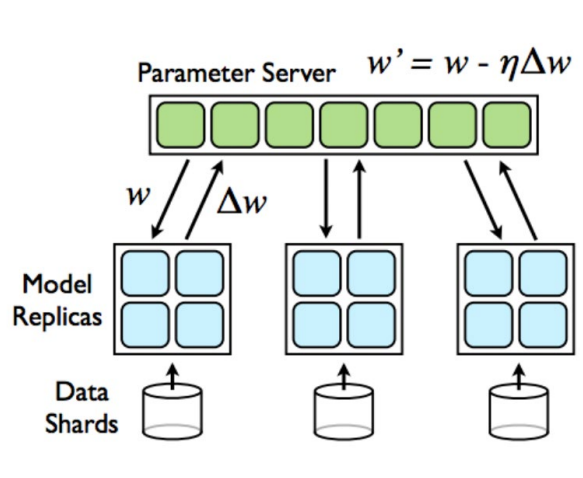 Parameter Server
w’ = w - ηΔw
w
Δw
Model
Replicas
Data
Shards